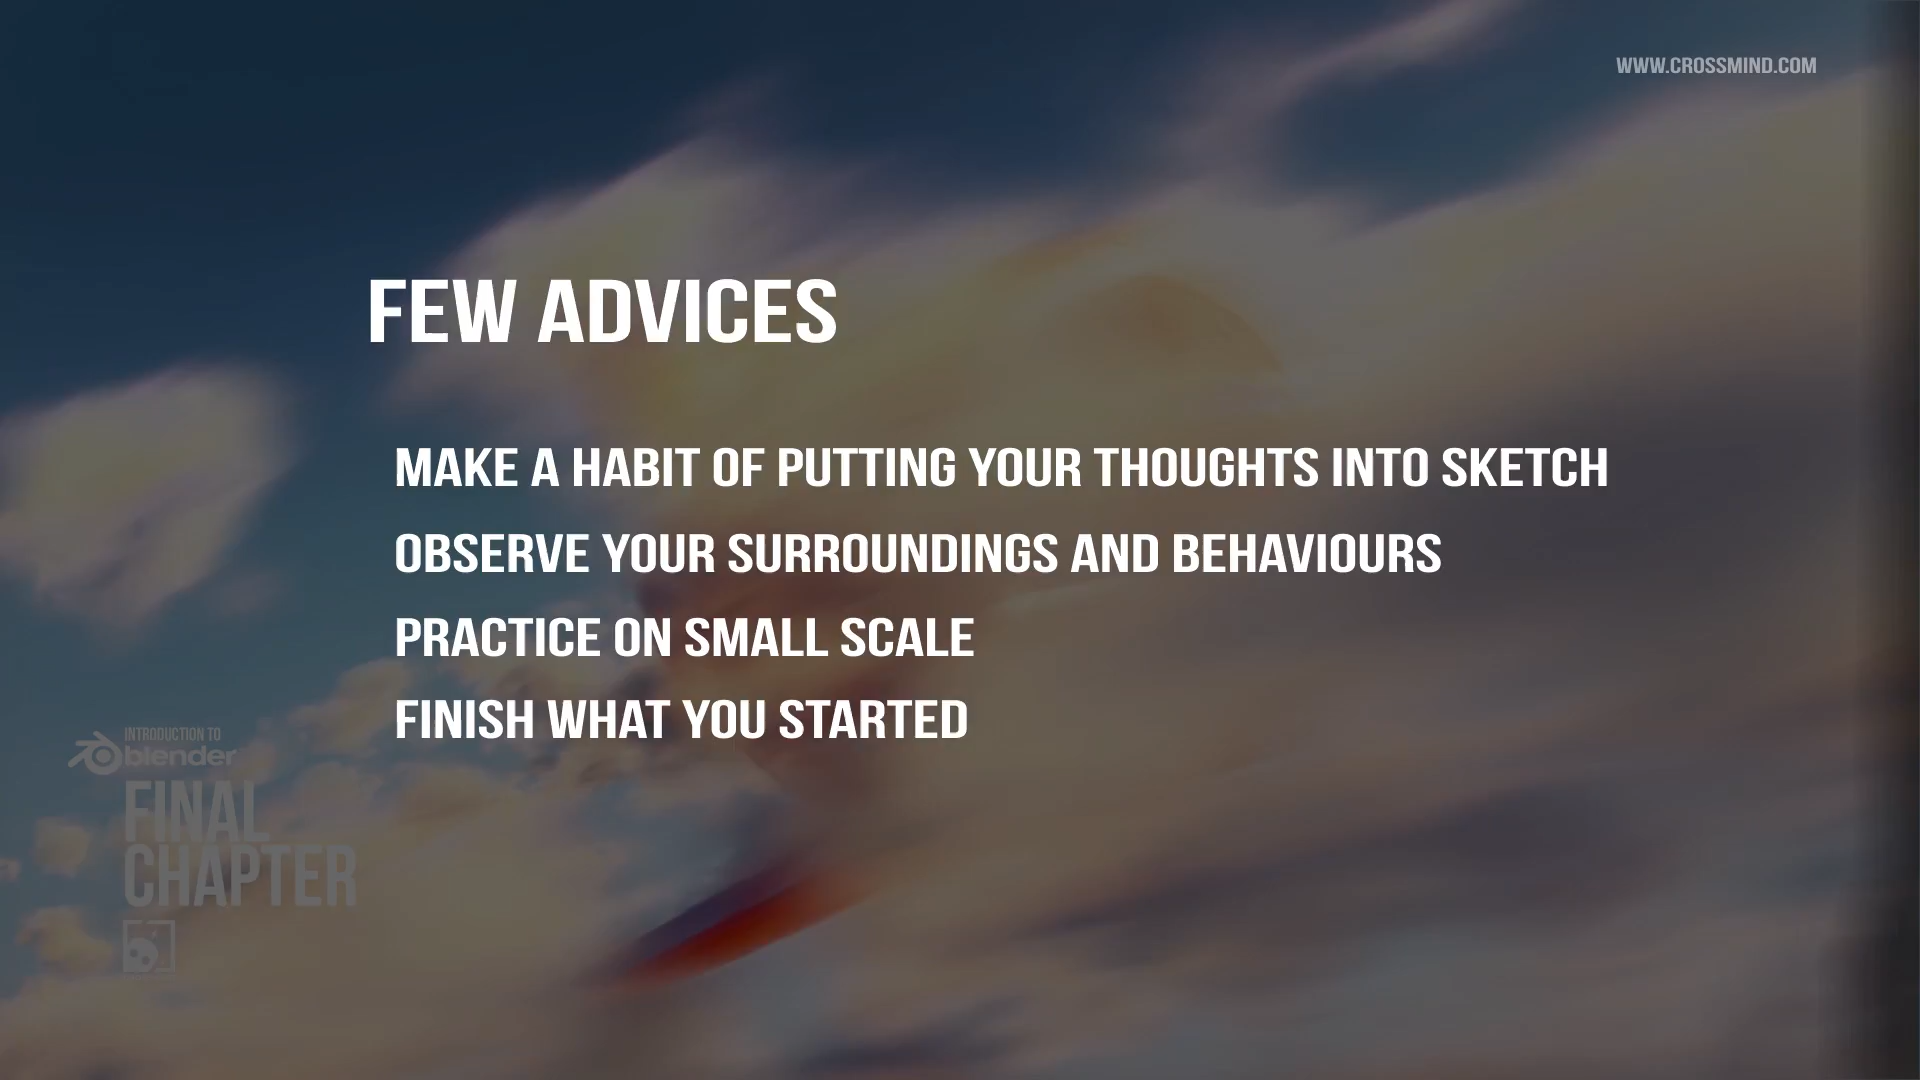 WWW.CROSSMIND.COM
FEW ADVICES
MAKE A HABIT OF PUTTING YOUR THOUGHTS INTO SKETCH
OBSERVE YOUR SURROUNDINGS AND BEHAVIOURS
PRACTICE ON SMALL SCALE
FINISH WHAT YOU STARTED
INTRODUCTION TO
blender
FINAL
CHAPTER